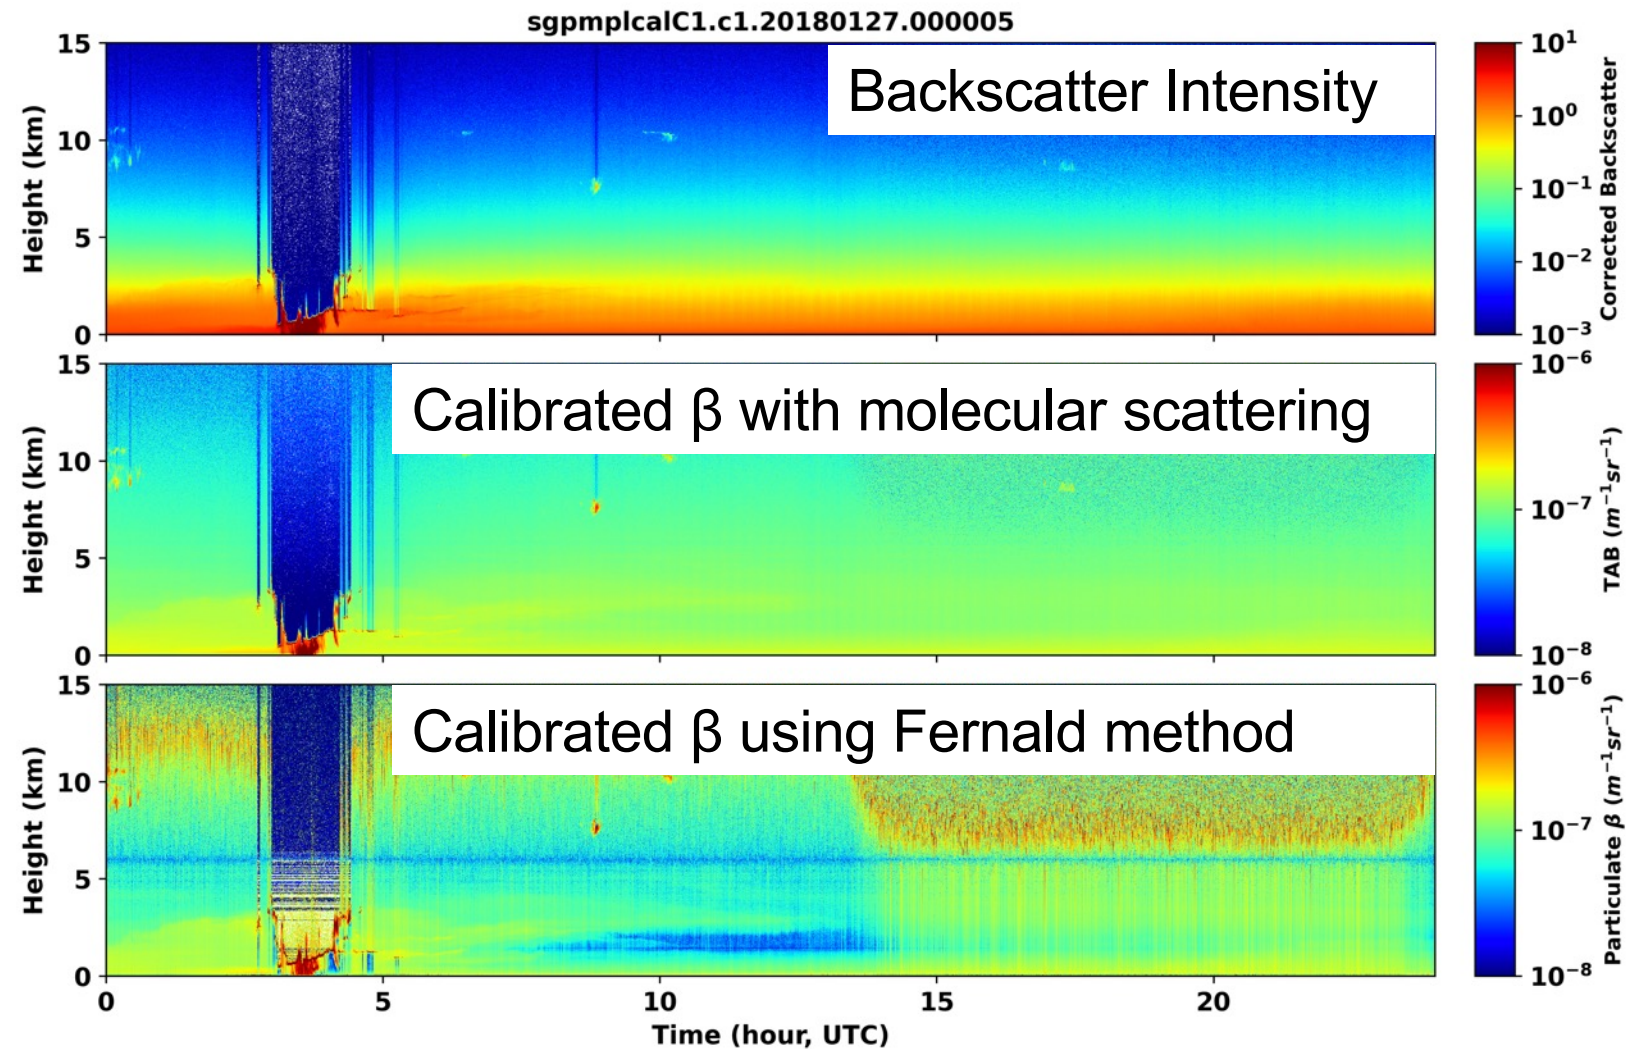 sgpmplcalC1.c1.20180127.000005
Backscatter Intensity
15
10
5
0
Height (km)
10¹
10⁰
10⁻¹
10⁻²
10⁻³
Corrected Backscatter
Calibrated β with molecular scattering
15
10
5
0
Height (km)
10⁻⁶
10⁻⁷
10⁻⁸
TAB (m⁻¹sr⁻¹)
Calibrated β using Fernald method
15
10
5
0
Height (km)
10⁻⁶
10⁻⁷
10⁻⁸
Particulate β (m⁻¹sr⁻¹)
0 5 10 15 20
Time (hour, UTC)